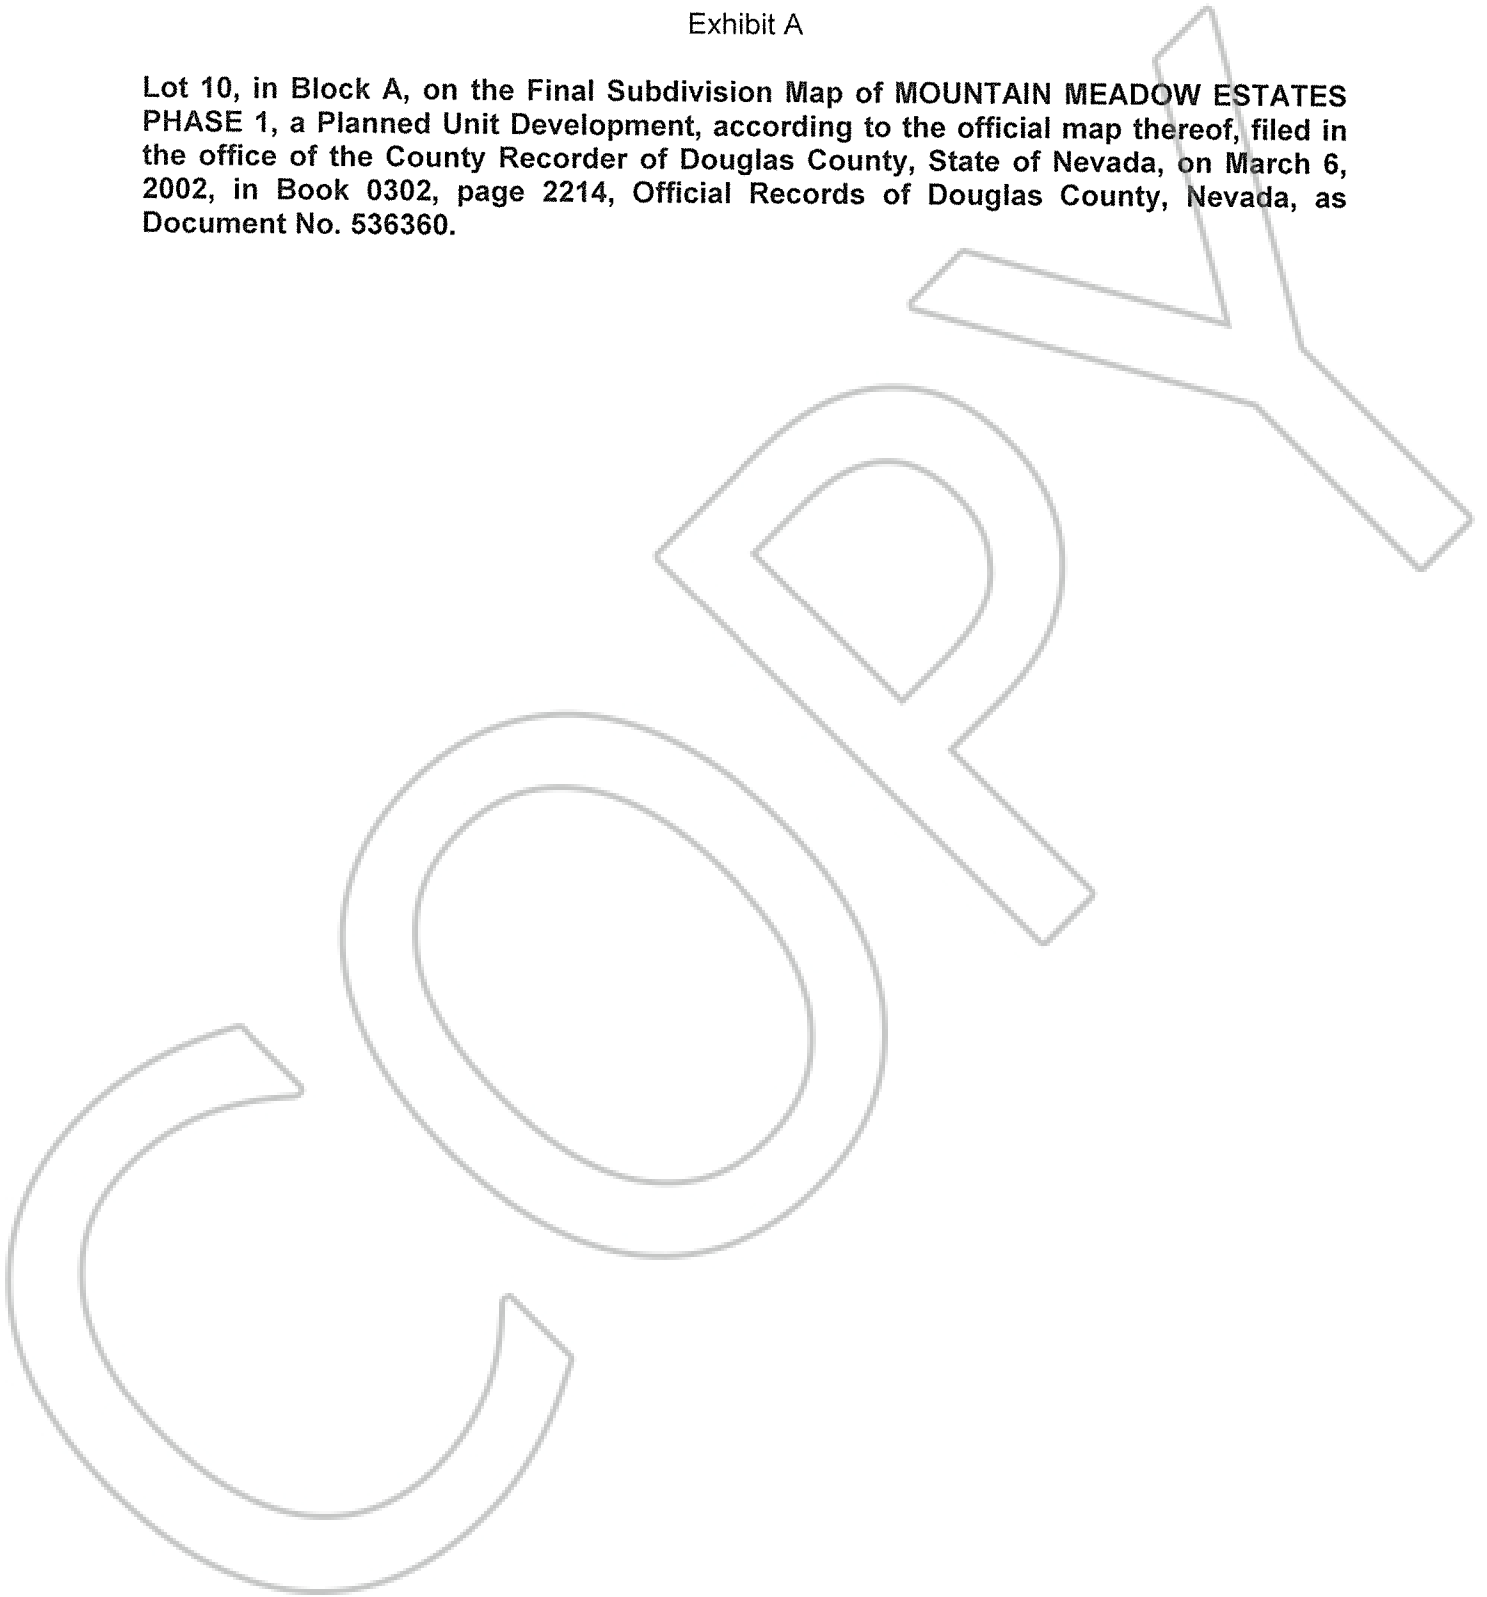 Exhibit A
Lot 10, in Block A, on the Final Subdivision Map of MOUNTAIN MEADOW ESTATES
PHASE 1, a Planned Unit Development, according to the official map thereof, filed in
the office of the County Recorder of Douglas County, State of Nevada, on March 6,
2002, in Book 0302, page 2214, Official Records of Douglas County, Nevada, as
Document No. 536360.
COPY